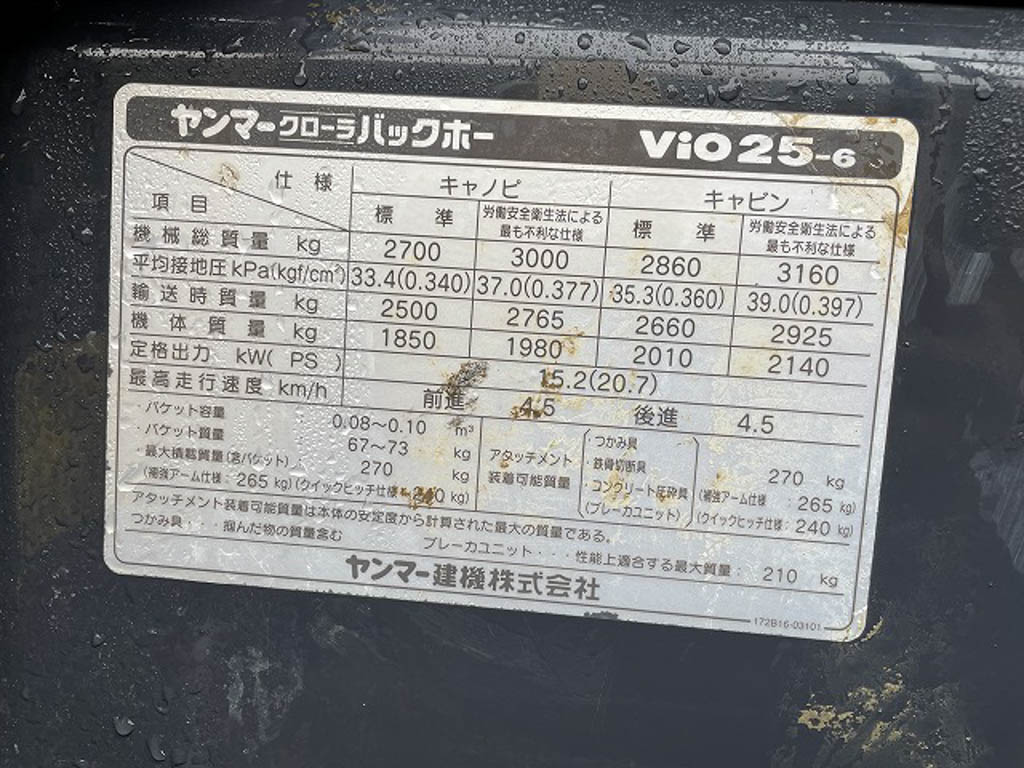 ヤンマークローラバックホー ViO25-6
仕様 キャノピ キャビン
項目 標準 労働安全衛生法による最も不利な仕様 標準 労働安全衛生法による最も不利な仕様
機械総質量 kg 2700 3000 2860 3160
平均接地圧 kPa(kgf/cm²) 33.4(0.340) 37.0(0.377) 35.3(0.360) 39.0(0.397)
輸送時質量 kg 2500 2765 2660 2925
機体質量 kg 1850 1980 2010 2140
定格出力 kW(PS) 15.2(20.7)
最高走行速度 km/h 前進 4.5 後進 4.5
・バケット容量 0.08〜0.10 m³
・バケット質量 67〜73 kg
・最大積載質量(含バケット): 270 kg
(補強アーム仕様: 265 kg)(クイックヒッチ仕様: 240 kg)
アタッチメント装着可能質量
・つかみ具
・鉄骨切断具
・コンクリート圧砕具
(ブレーカユニット)
270 kg
(補強アーム仕様: 265 kg)
(クイックヒッチ仕様: 240 kg)
アタッチメント装着可能質量は本体の安定度から計算された最大の質量である。
つかみ具・・・掴んだ物の質量含む ブレーカユニット・・・性能上適合する最大質量: 210 kg
ヤンマー建機株式会社
172B16-03101